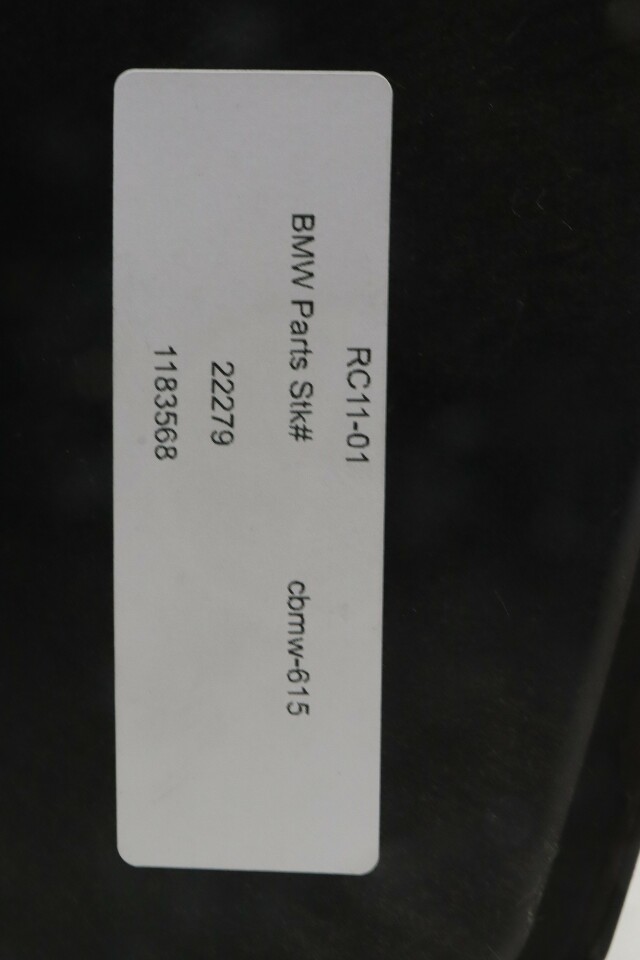 RC11-01
BMW Parts Stk# cbmw-615
22279
1183568